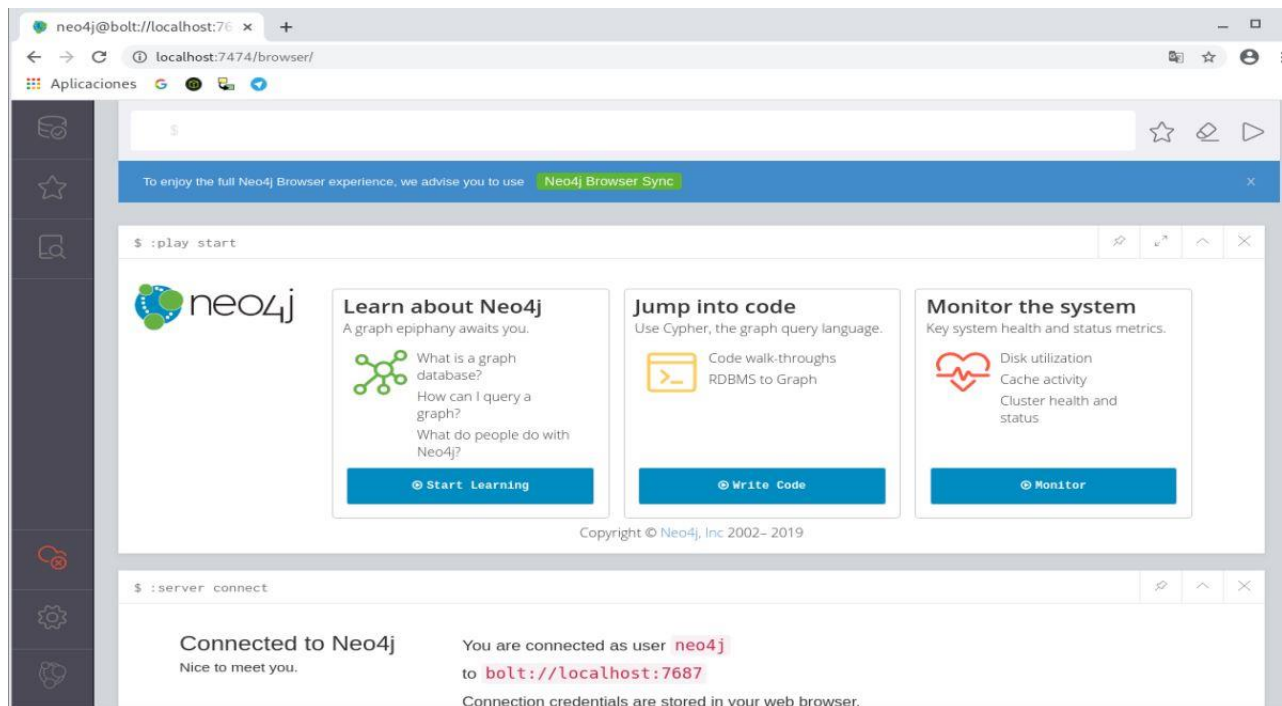 neo4j@bolt://localhost:76
localhost:7474/browser/
Aplicaciones
$
To enjoy the full Neo4j Browser experience, we advise you to use Neo4j Browser Sync
$ :play start
neo4j
Learn about Neo4j
A graph epiphany awaits you.
What is a graph
database?
How can I query a
graph?
What do people do with
Neo4j?
Start Learning
Jump into code
Use Cypher, the graph query language.
Code walk-throughs
RDBMS to Graph
Write Code
Monitor the system
Key system health and status metrics.
Disk utilization
Cache activity
Cluster health and
status
Monitor
Copyright © Neo4j, Inc 2002– 2019
$ :server connect
Connected to Neo4j
Nice to meet you.
You are connected as user neo4j
to bolt://localhost:7687
Connection credentials are stored in your web browser.